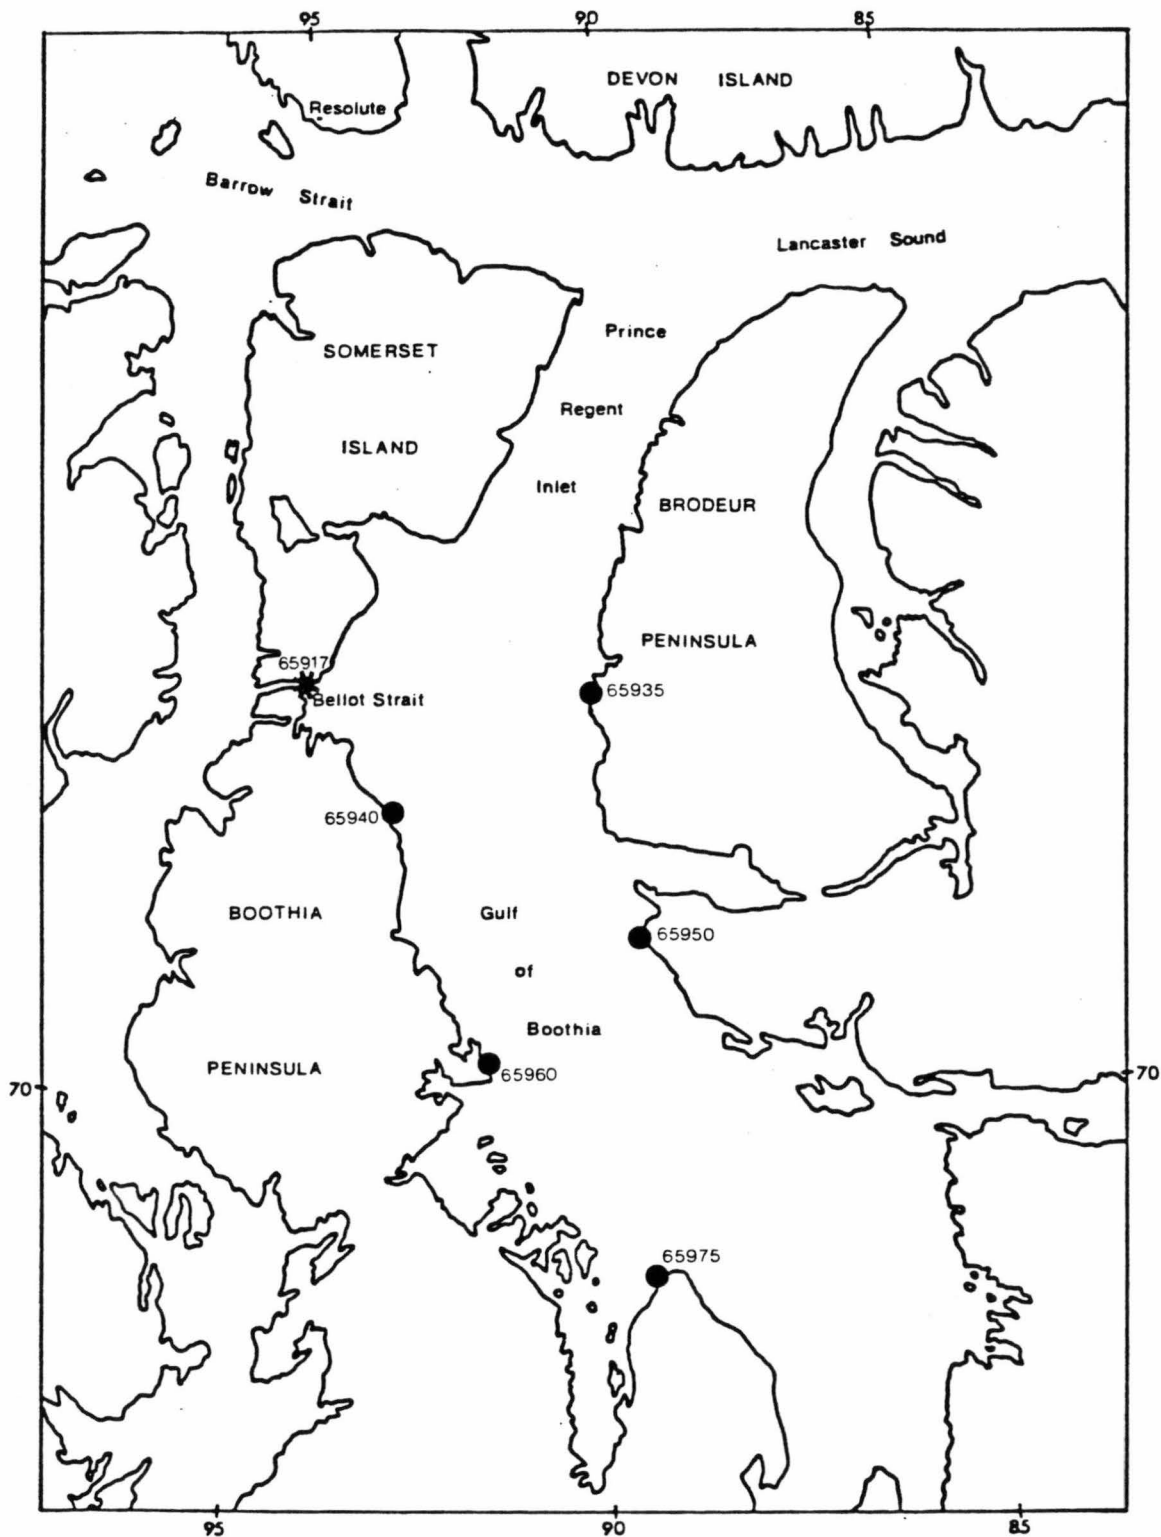 95 90 85
DEVON ISLAND
Resolute
Barrow Strait
Lancaster Sound
Prince
SOMERSET
Regent
ISLAND
Inlet
BRODEUR
PENINSULA
65917
65935
Bellot Strait
65940
BOOTHIA
Gulf
65950
of
Boothia
PENINSULA
65960
70 70
65975
95 90 85